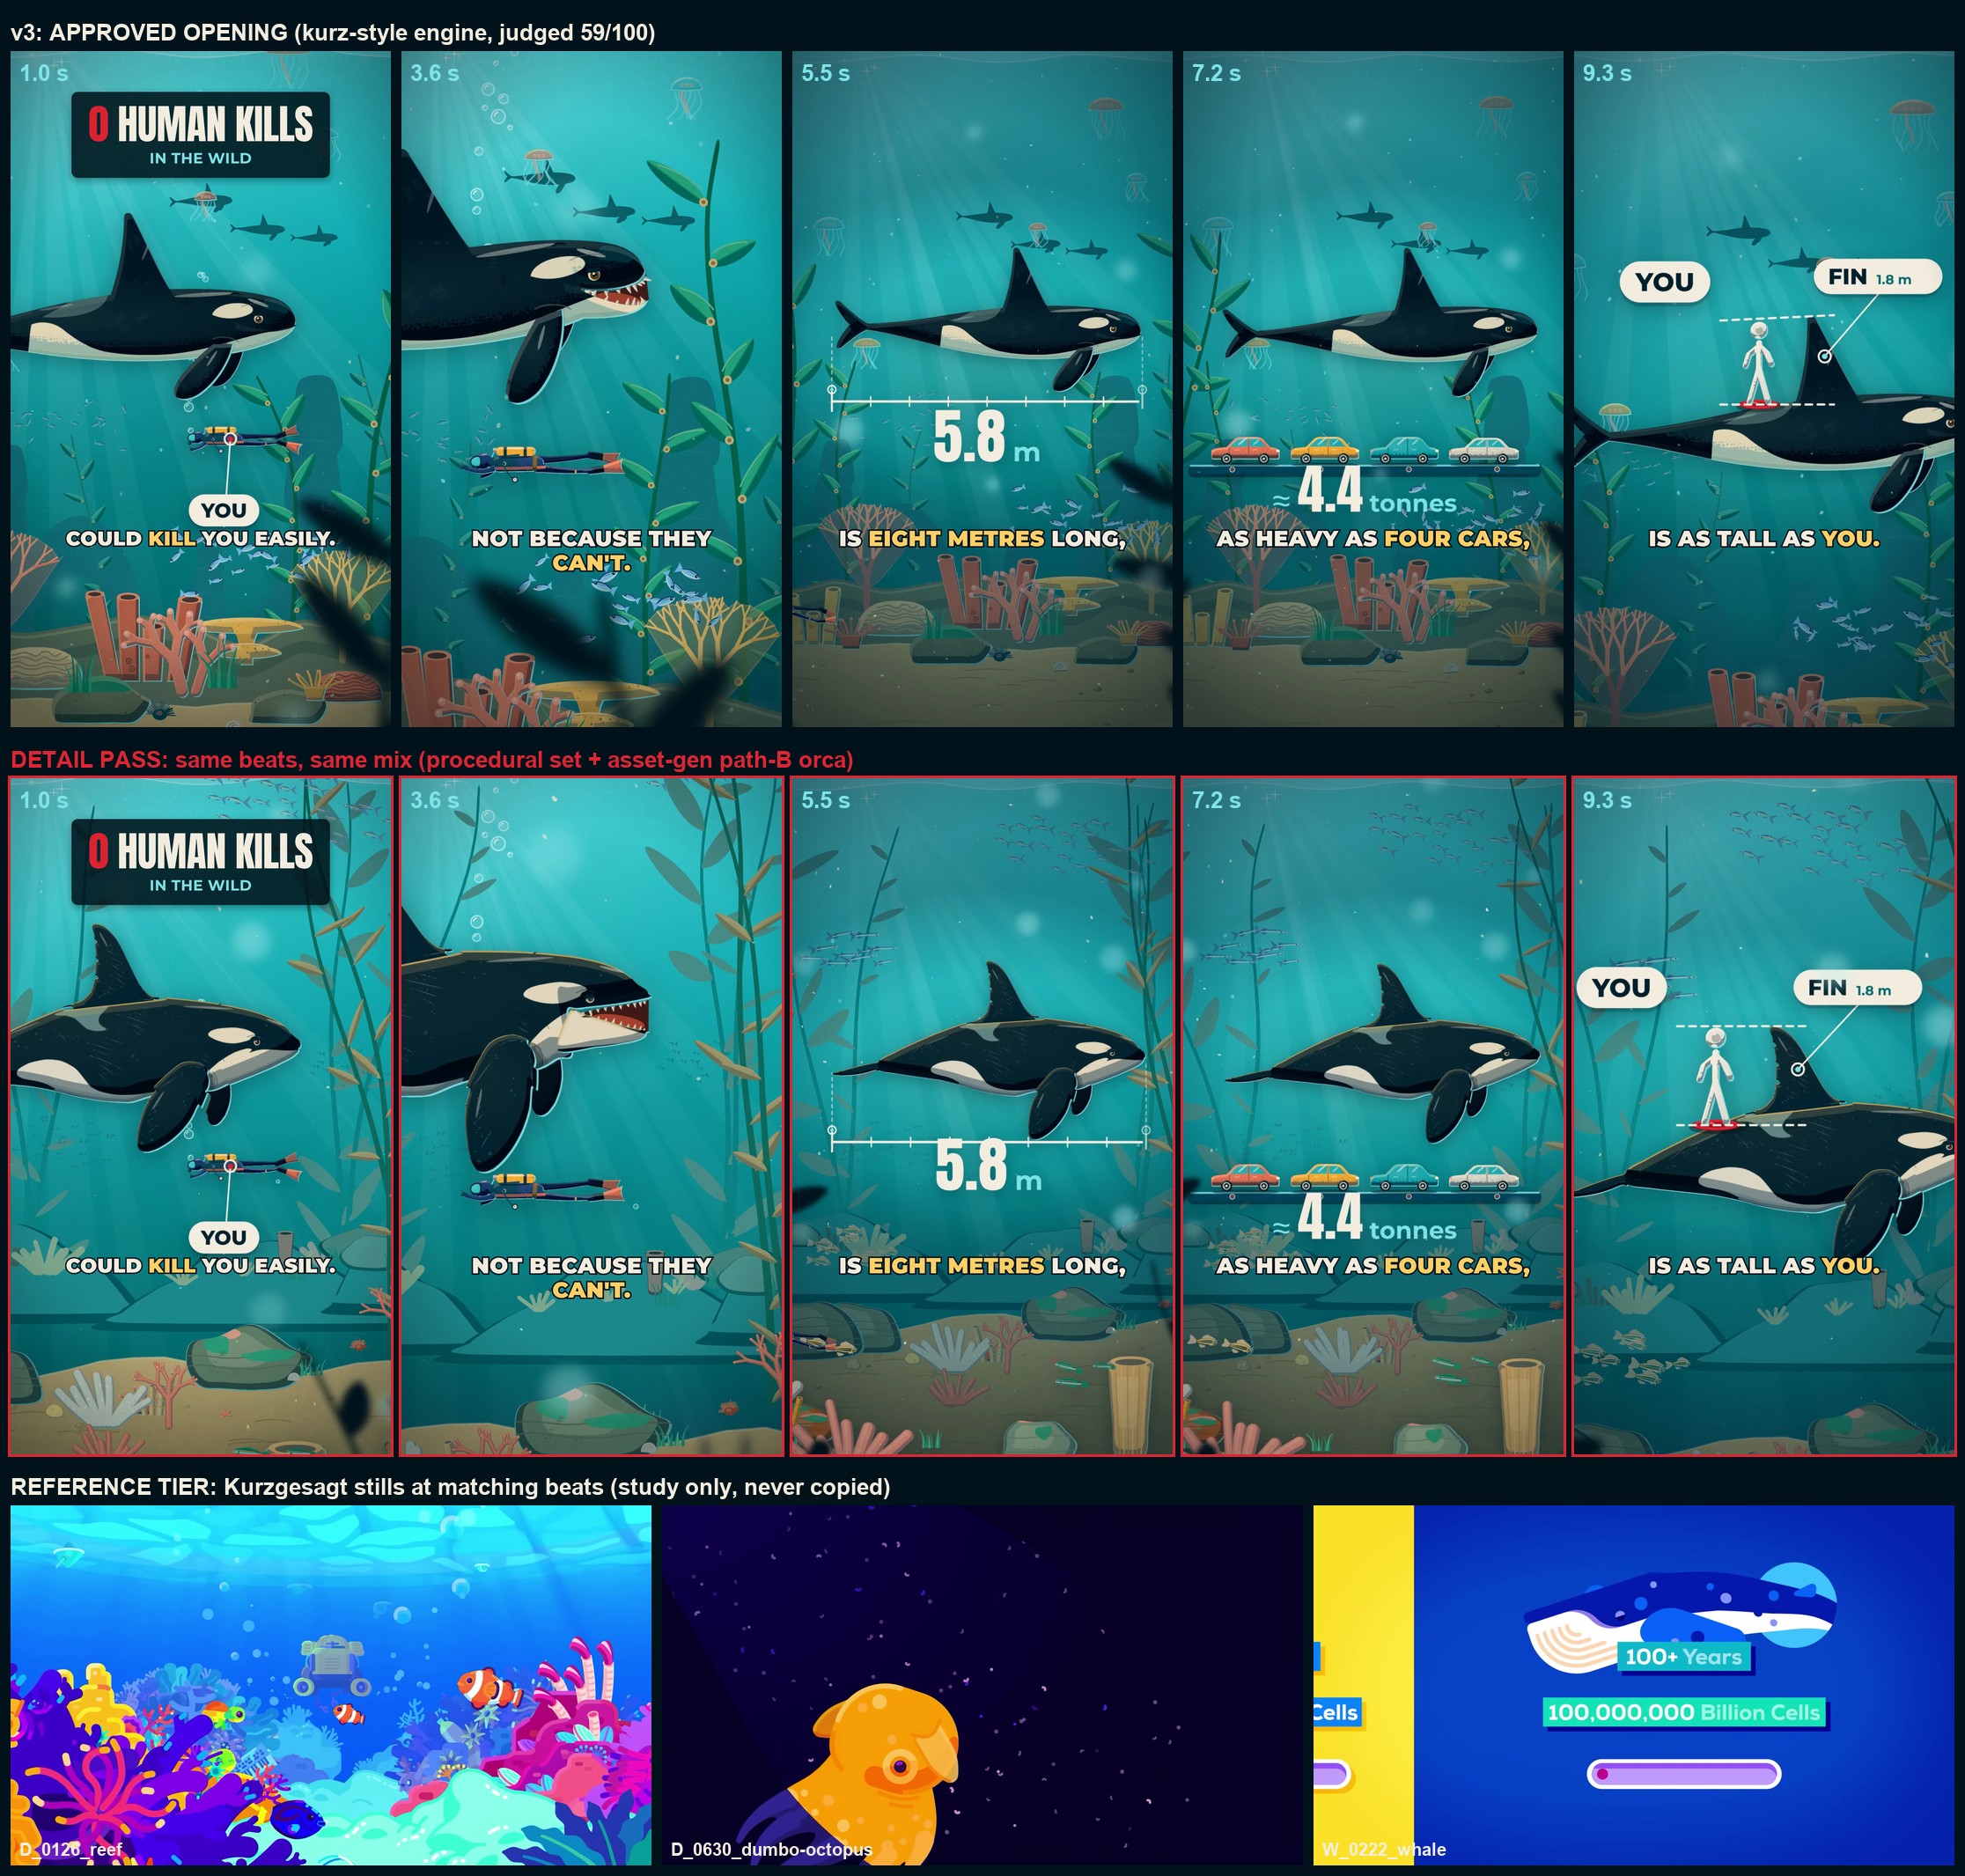 v3: APPROVED OPENING (kurz-style engine, judged 59/100)
1.0 s
0 HUMAN KILLS
IN THE WILD
YOU
COULD KILL YOU EASILY.
3.6 s
NOT BECAUSE THEY
CAN'T.
5.5 s
5.8 m
IS EIGHT METRES LONG,
7.2 s
≈ 4.4 tonnes
AS HEAVY AS FOUR CARS,
9.3 s
YOU
FIN 1.8 m
IS AS TALL AS YOU.
DETAIL PASS: same beats, same mix (procedural set + asset-gen path-B orca)
1.0 s
0 HUMAN KILLS
IN THE WILD
YOU
COULD KILL YOU EASILY.
3.6 s
NOT BECAUSE THEY
CAN'T.
5.5 s
5.8 m
IS EIGHT METRES LONG,
7.2 s
≈ 4.4 tonnes
AS HEAVY AS FOUR CARS,
9.3 s
YOU
FIN 1.8 m
IS AS TALL AS YOU.
REFERENCE TIER: Kurzgesagt stills at matching beats (study only, never copied)
D_0126_reef
D_0630_dumbo-octopus
Cells
100+ Years
100,000,000 Billion Cells
W_0222_whale